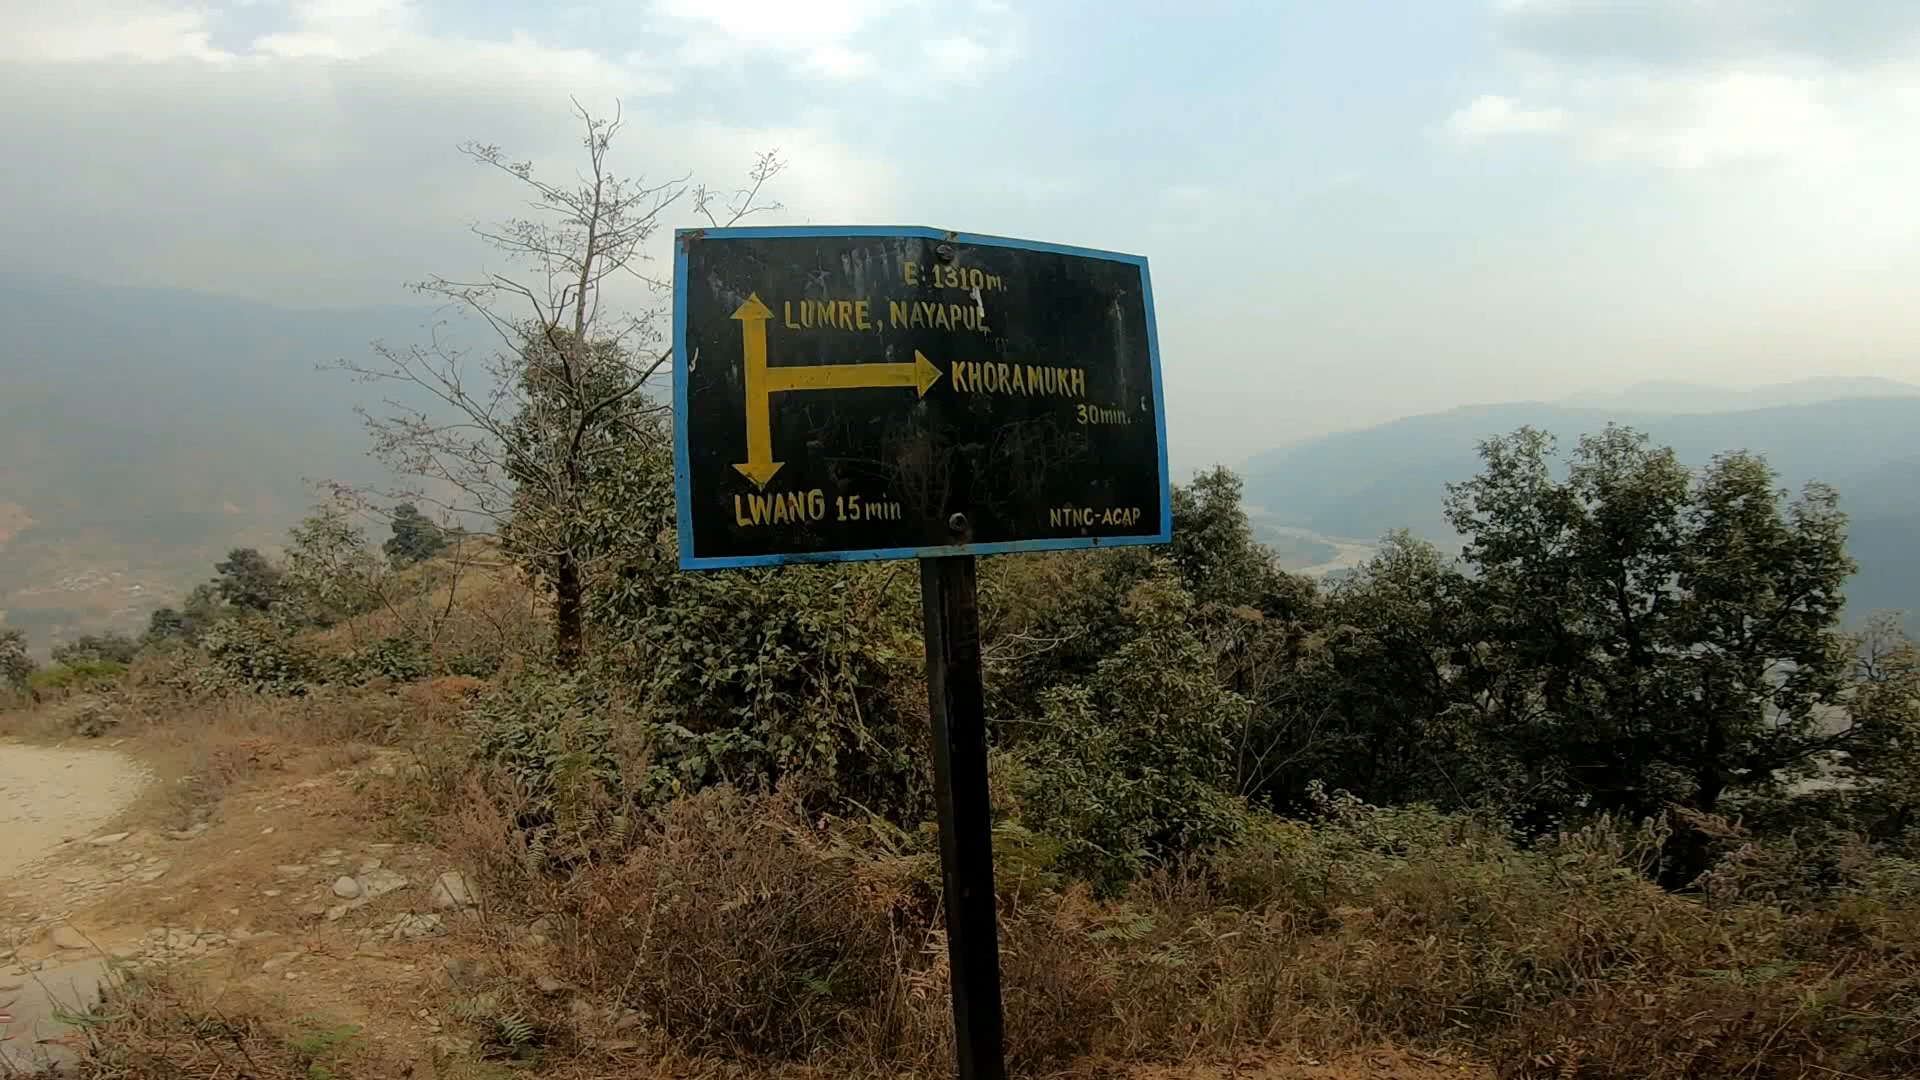 E: 1310m.
LUMRE, NAYAPUL
KHORAMUKH
30min.
LWANG 15min
NTNC-ACAP